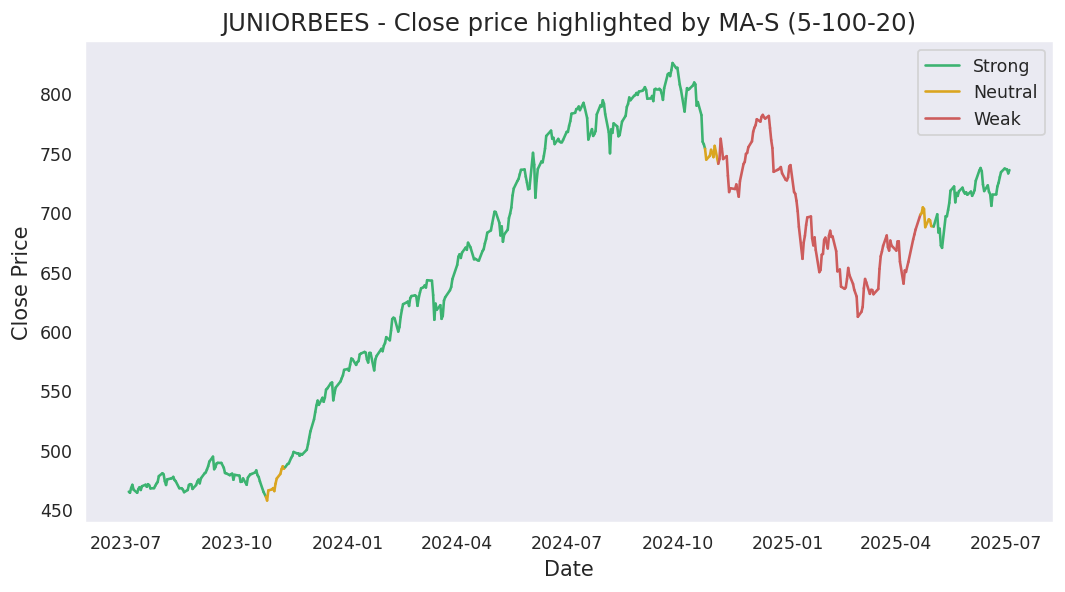 JUNIORBEES - Close price highlighted by MA-S (5-100-20)
Strong
Neutral
Weak
Close Price
800
750
700
650
600
550
500
450
2023-07 2023-10 2024-01 2024-04 2024-07 2024-10 2025-01 2025-04 2025-07
Date